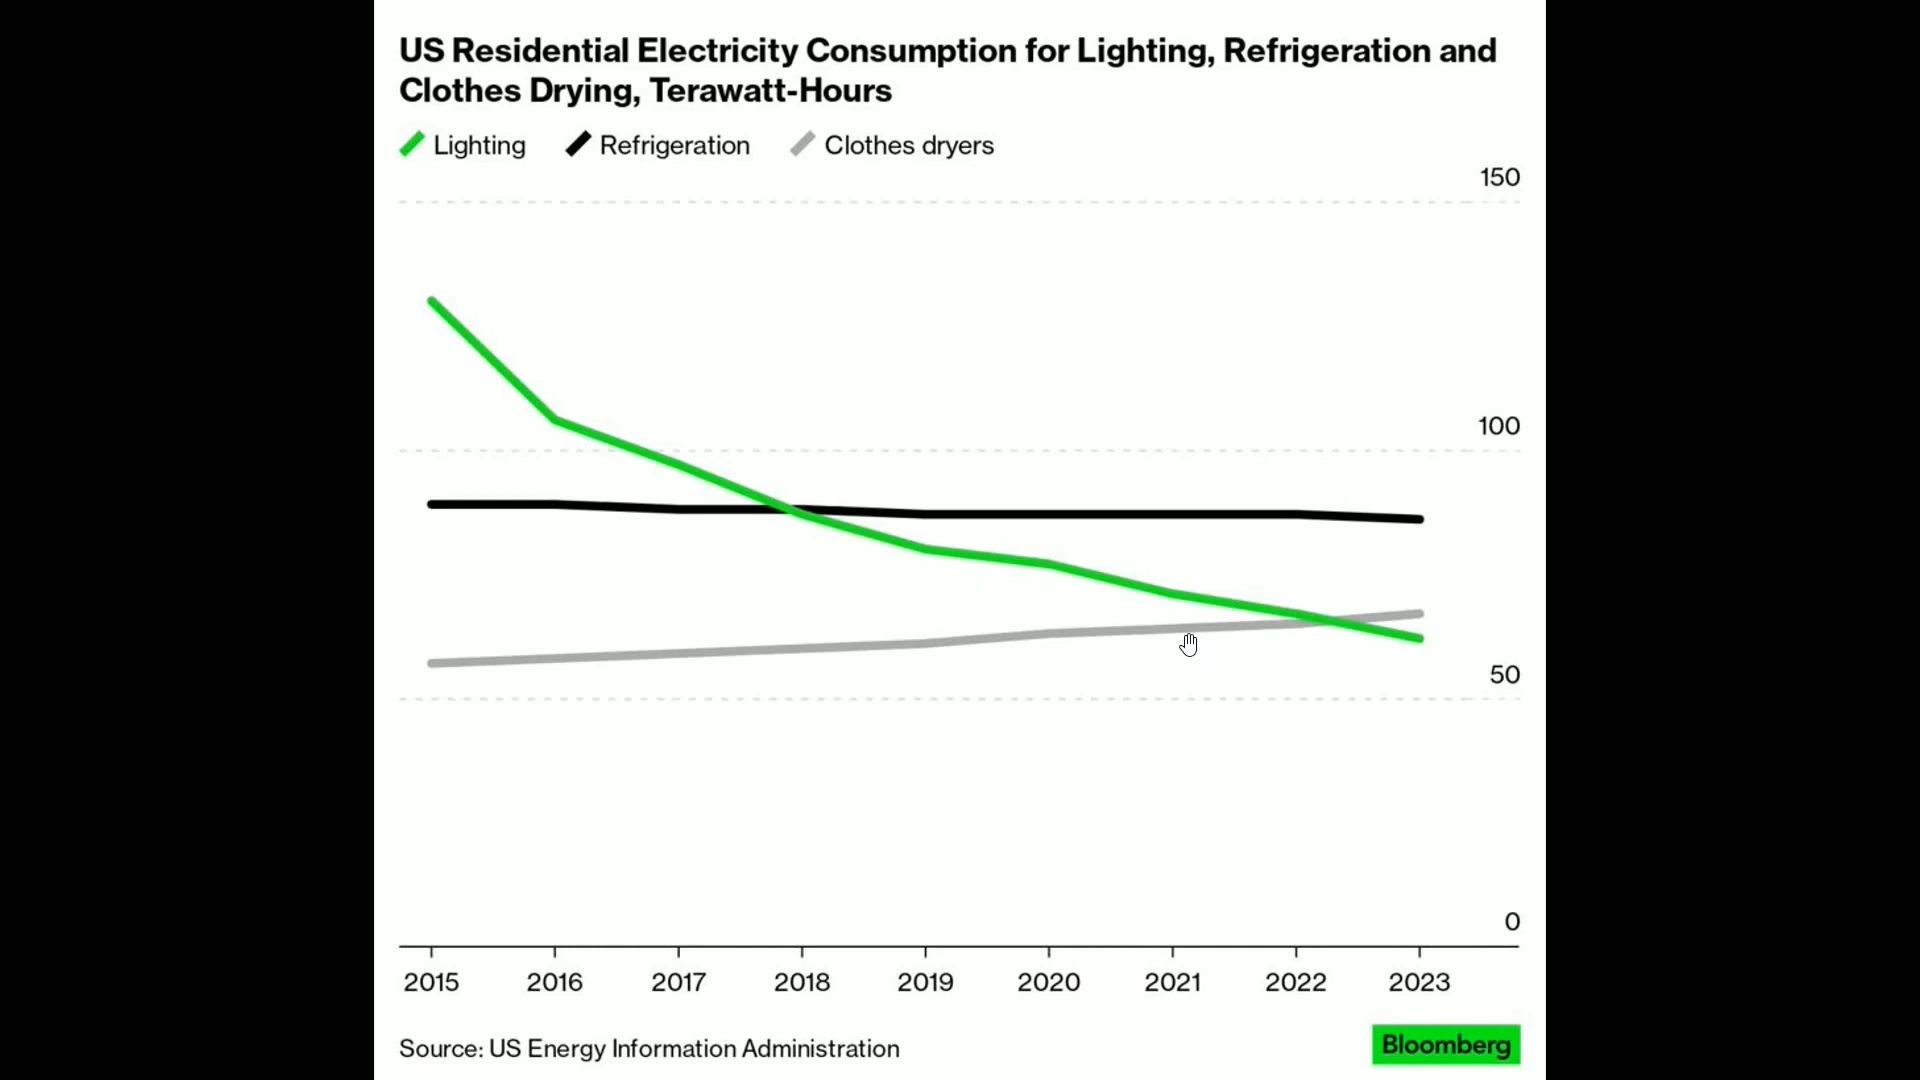 US Residential Electricity Consumption for Lighting, Refrigeration and
Clothes Drying, Terawatt-Hours
Lighting Refrigeration Clothes dryers
150
100
50
0
2015 2016 2017 2018 2019 2020 2021 2022 2023
Source: US Energy Information Administration
Bloomberg